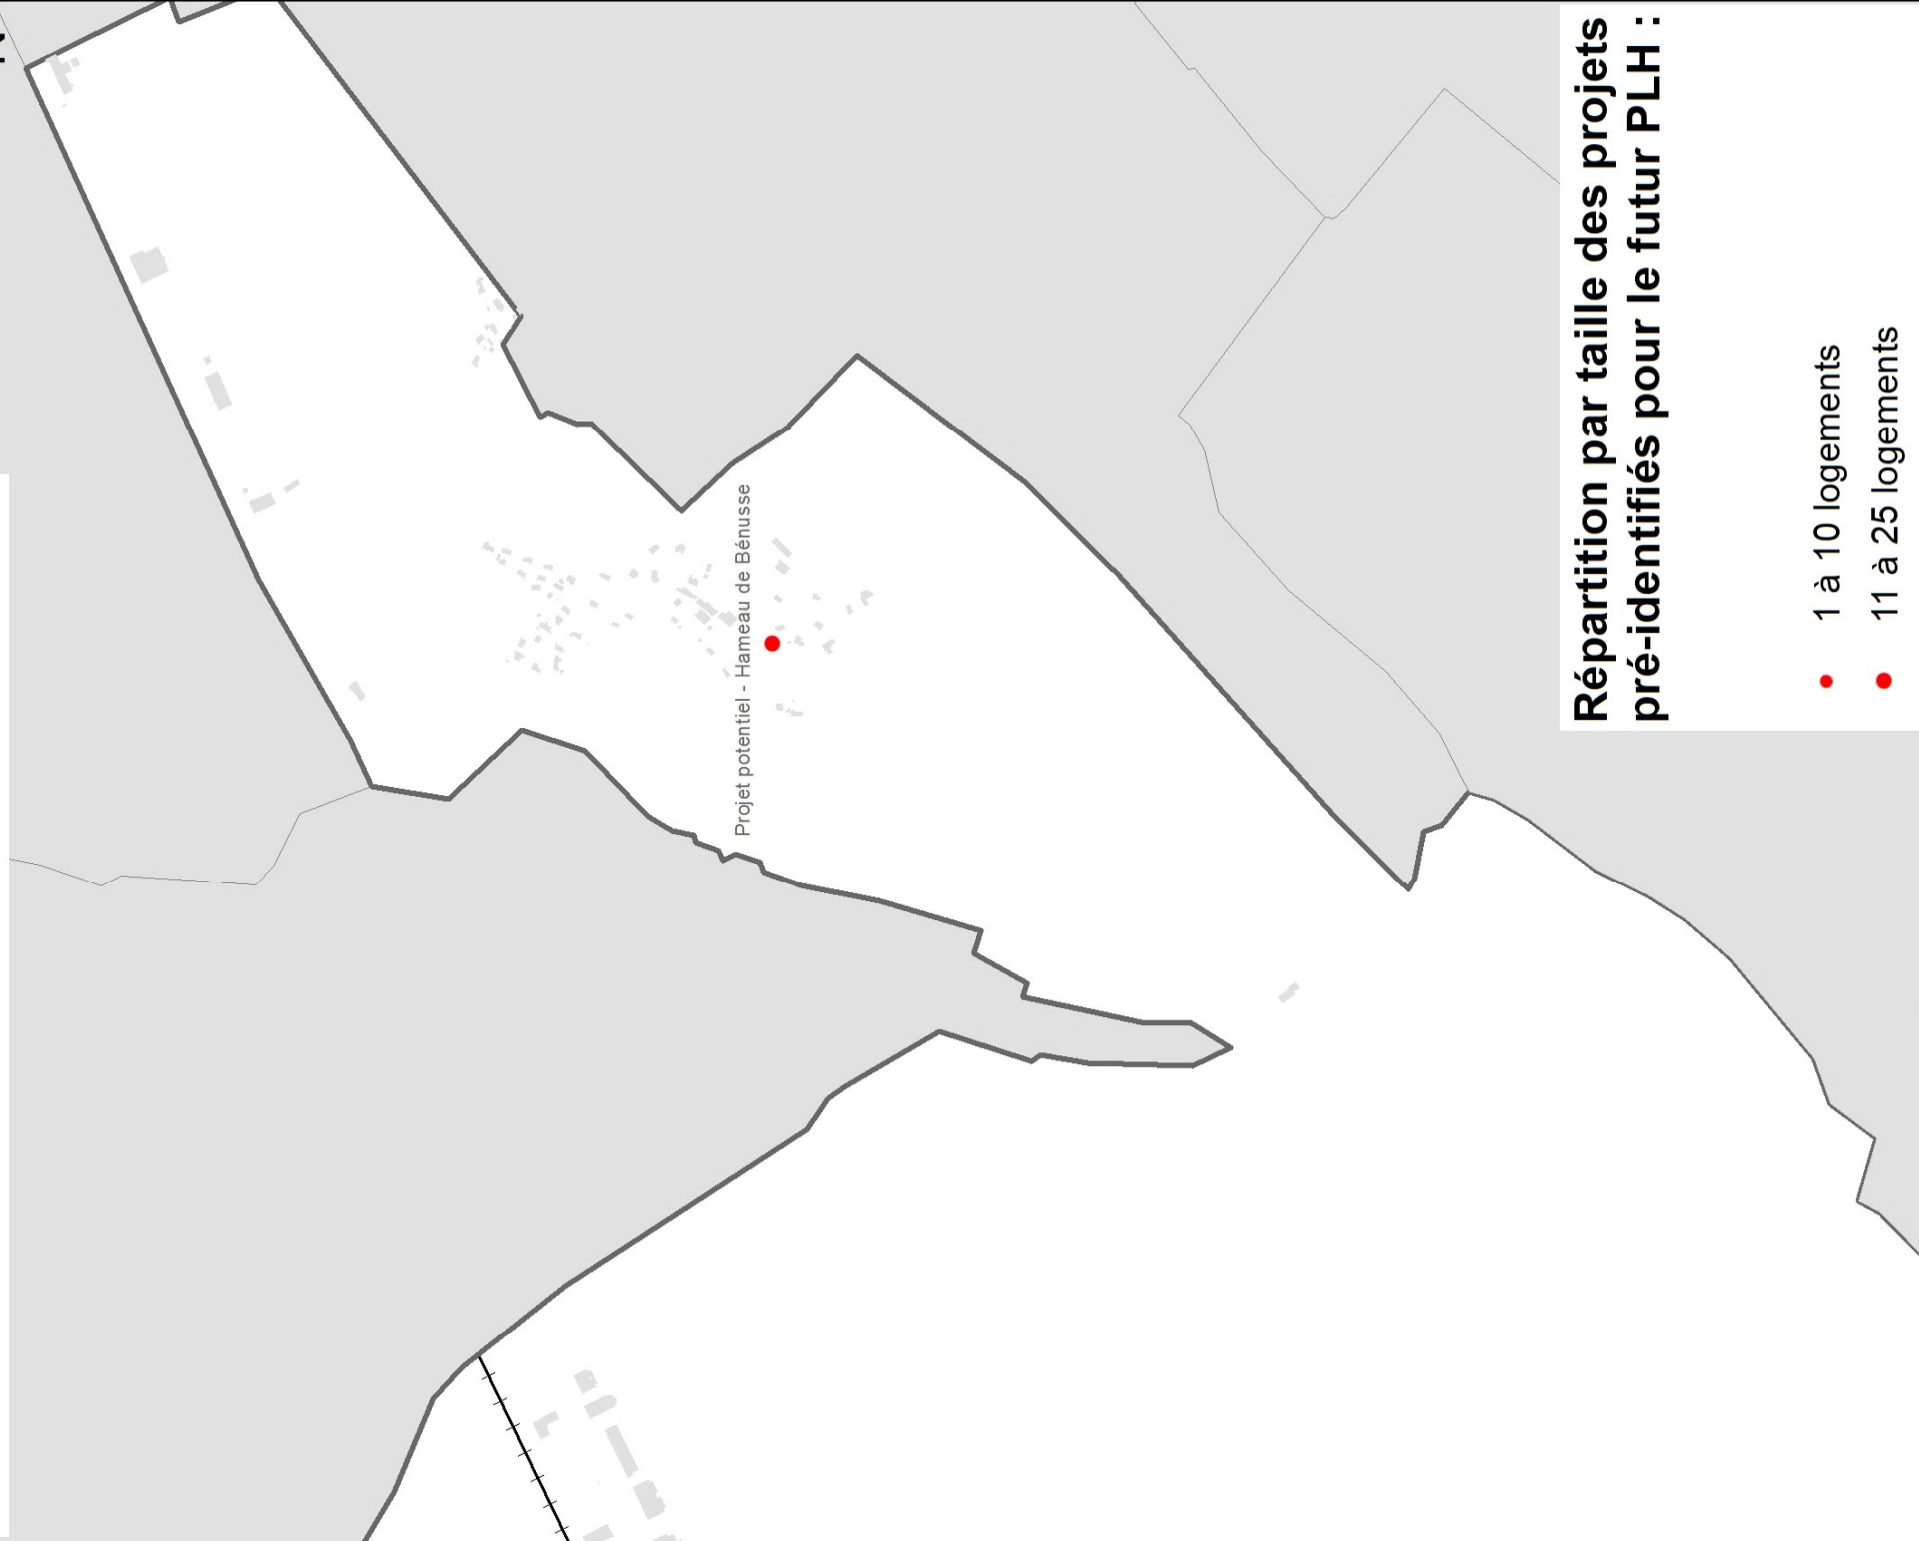 Projet potentiel - Hameau de Bénusse
Répartition par taille des projets
pré-identifiés pour le futur PLH :
1 à 10 logements
11 à 25 logements